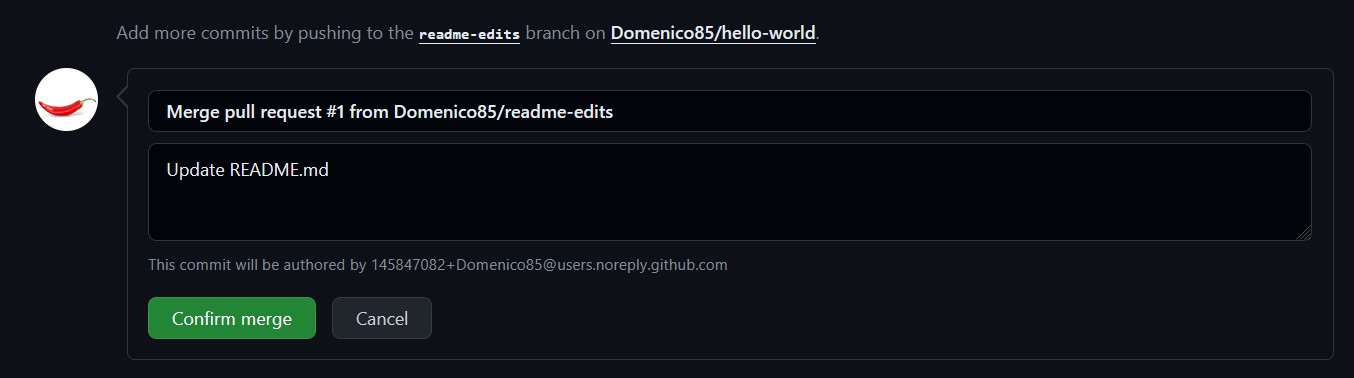 Add more commits by pushing to the readme-edits branch on Domenico85/hello-world.
Merge pull request #1 from Domenico85/readme-edits
Update README.md
This commit will be authored by 145847082+Domenico85@users.noreply.github.com
Confirm merge
Cancel